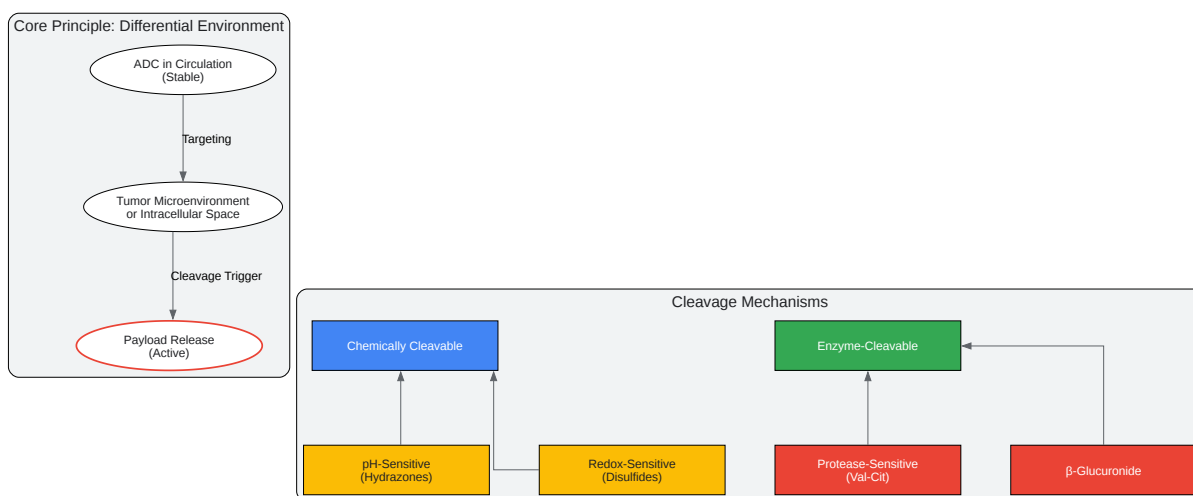 Core Principle: Differential Environment
ADC in Circulation
(Stable)
Targeting
Tumor Microenvironment
or Intracellular Space
Cleavage Trigger
Payload Release
(Active)
Cleavage Mechanisms
Chemically Cleavable
Enzyme-Cleavable
pH-Sensitive
(Hydrazones)
Redox-Sensitive
(Disulfides)
Protease-Sensitive
(Val-Cit)
β-Glucuronide